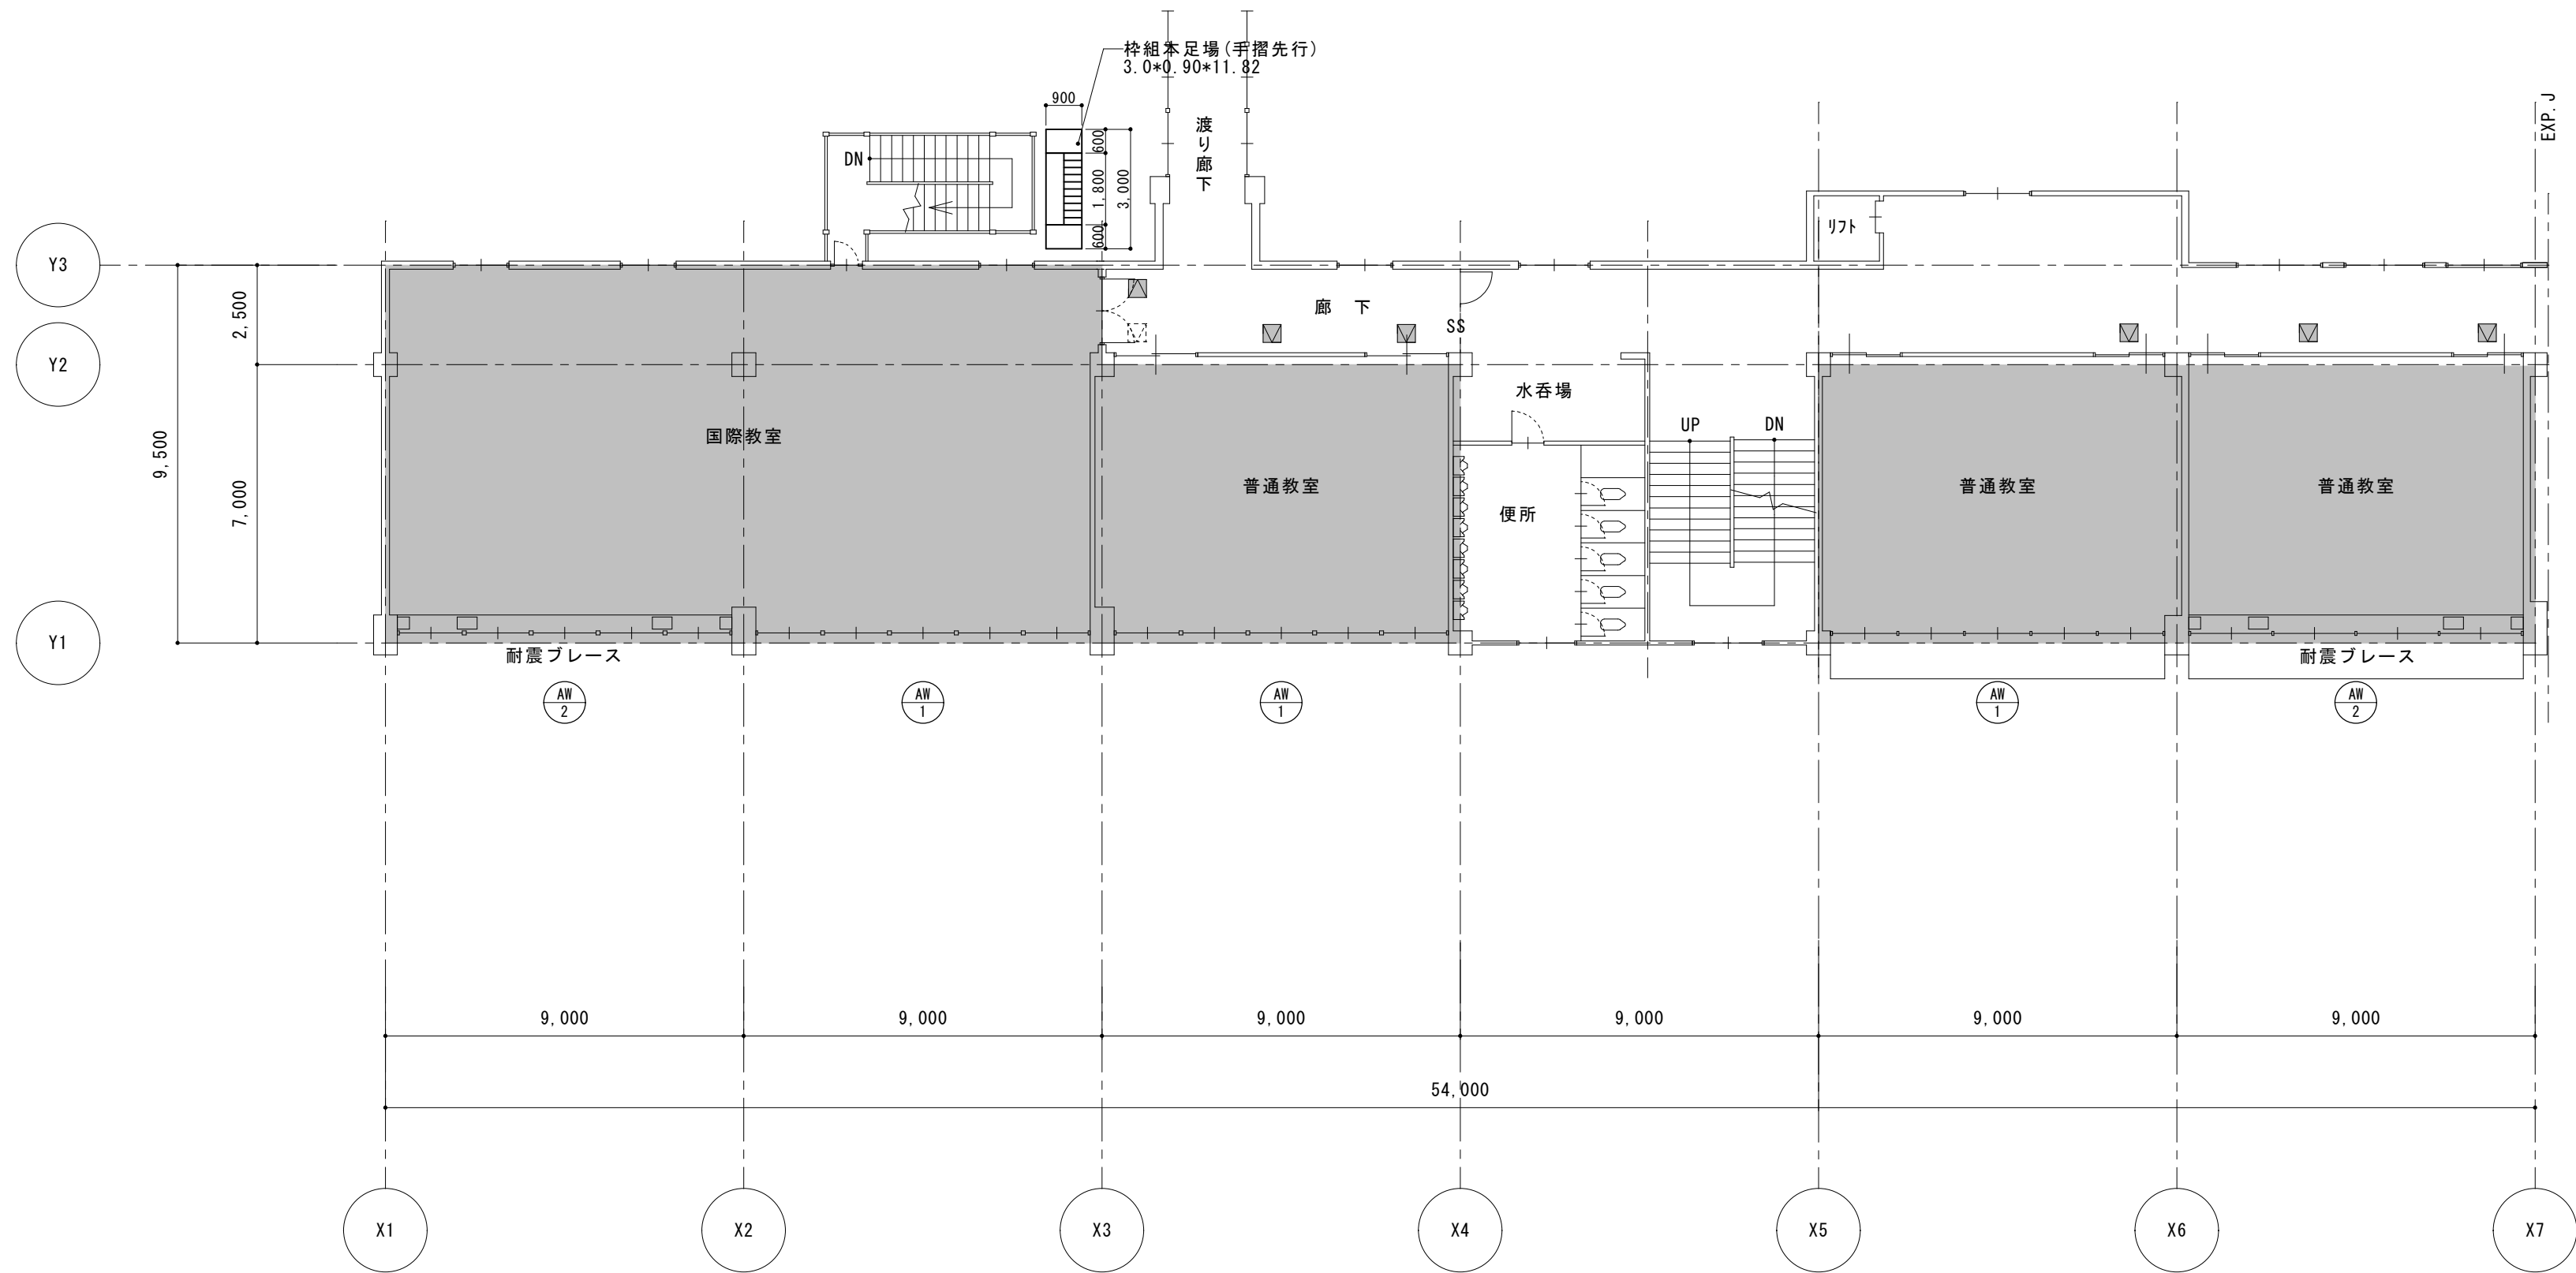 枠組本足場(手摺先行)
3.0*0.90*11.82
900
600
1,800
3,000
600
DN
渡り廊下
EXP.J
リフト
Y3
Y2
Y1
2,500
7,000
9,500
廊 下
SS
水呑場
国際教室
普通教室
便所
UP
DN
普通教室
普通教室
耐震ブレース
耐震ブレース
AW
2
AW
1
AW
1
AW
1
AW
2
9,000
9,000
9,000
9,000
9,000
9,000
54,000
X1
X2
X3
X4
X5
X6
X7